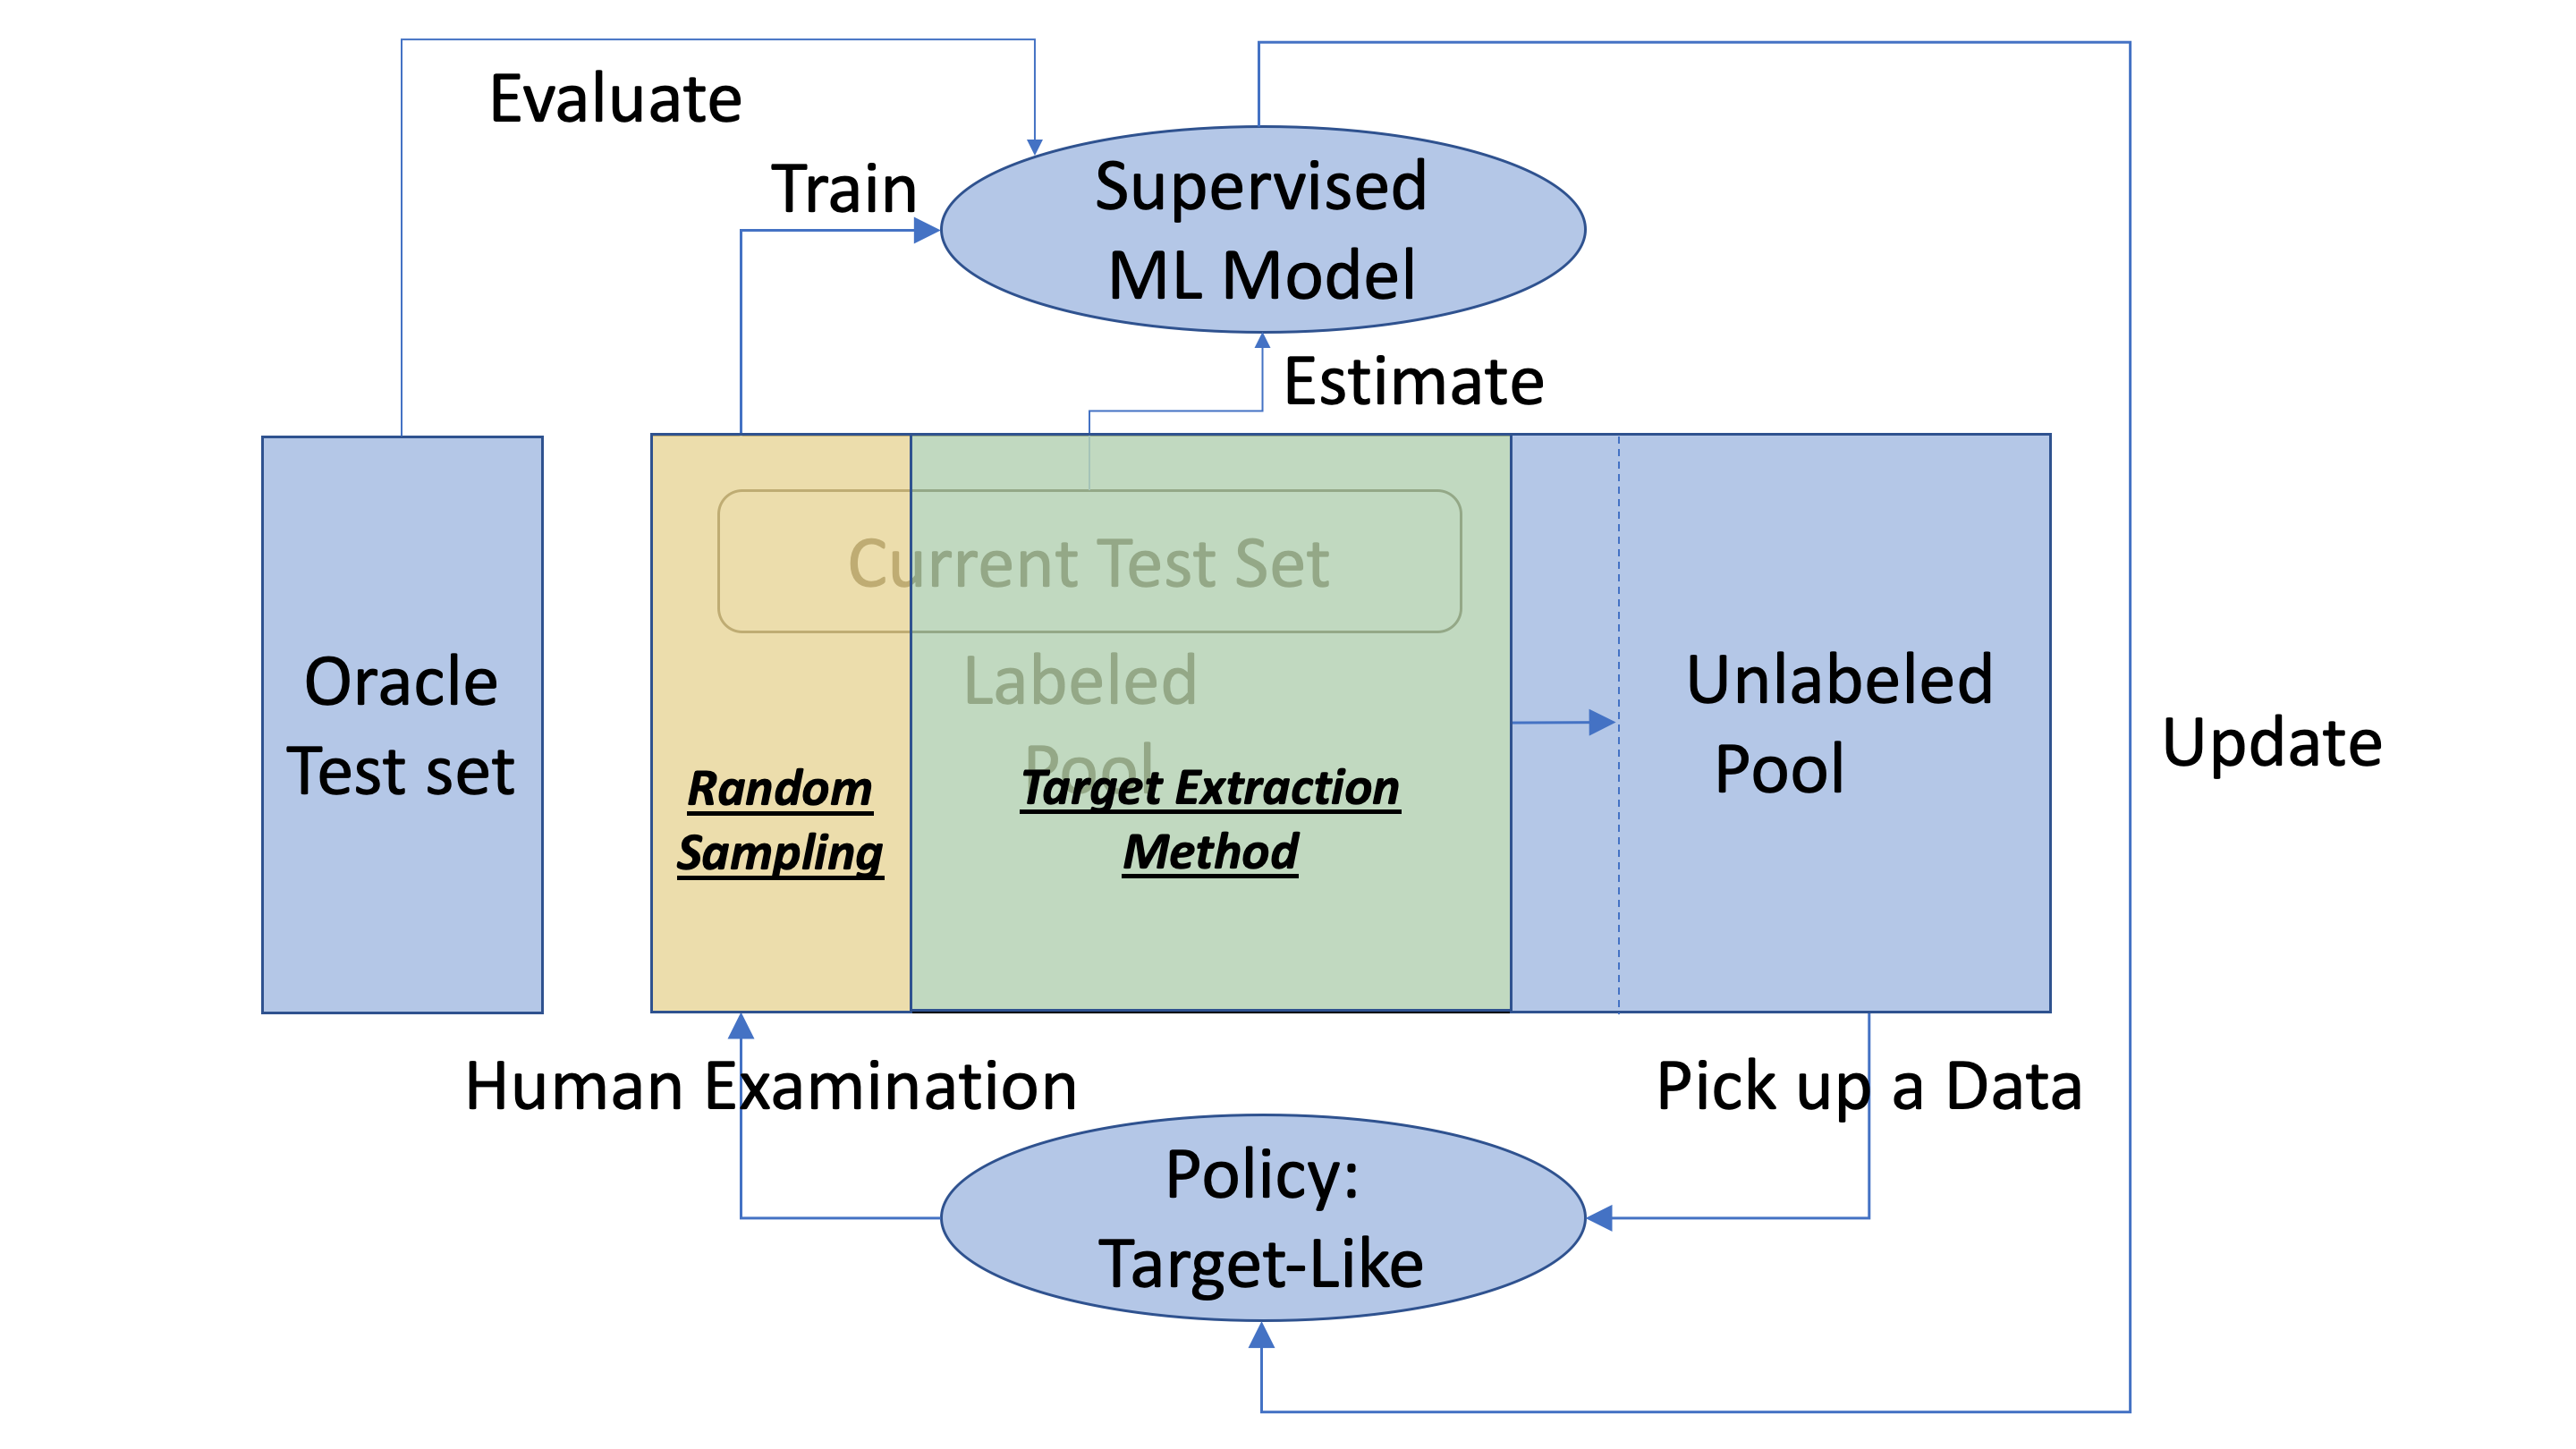 Evaluate
Train
Supervised
ML Model
Estimate
Current Test Set
Labeled
Pool
Oracle
Test set
Random
Sampling
Target Extraction
Method
Unlabeled
Pool
Update
Human Examination
Pick up a Data
Policy:
Target-Like